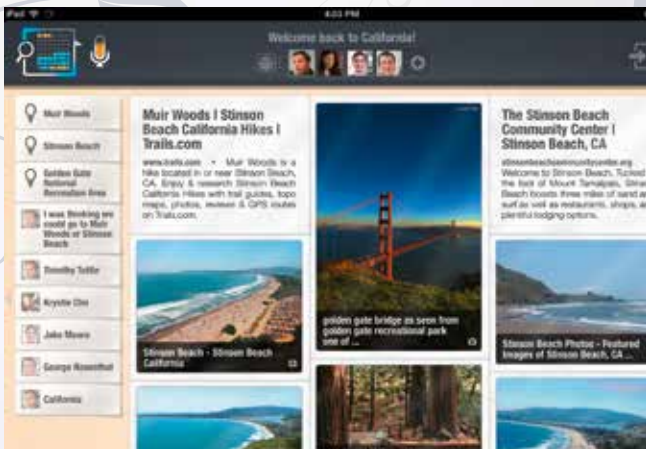 iPad
4:03 PM
Welcome back to California!
Muir Woods
Stinson Beach
Golden Gate
National
Recreation Area
I was thinking we
could go to Muir
Woods or Stinson
Beach
Timothy Tuttle
Krystle Cho
Jake Mowre
George Rosenthal
California
Muir Woods | Stinson
Beach California Hikes |
Trails.com
www.trails.com • Muir Woods is a
hike located in or near Stinson Beach,
CA. Enjoy & research Stinson Beach
California Hikes with trail guides, topo
maps, photos, reviews & GPS routes
on Trails.com.
Stinson Beach - Stinson Beach
California
golden gate bridge as seen from
golden gate recreational park
one of ...
The Stinson Beach
Community Center |
Stinson Beach, CA
stinsonbeachcommunitycenter.org
Welcome to Stinson Beach. Tucked
the foot of Mount Tamalpais, Stinson
Beach boasts three miles of sand
surf as well as restaurants, shops,
plentiful lodging options.
Stinson Beach Photos - Featured
Images of Stinson Beach, CA ...